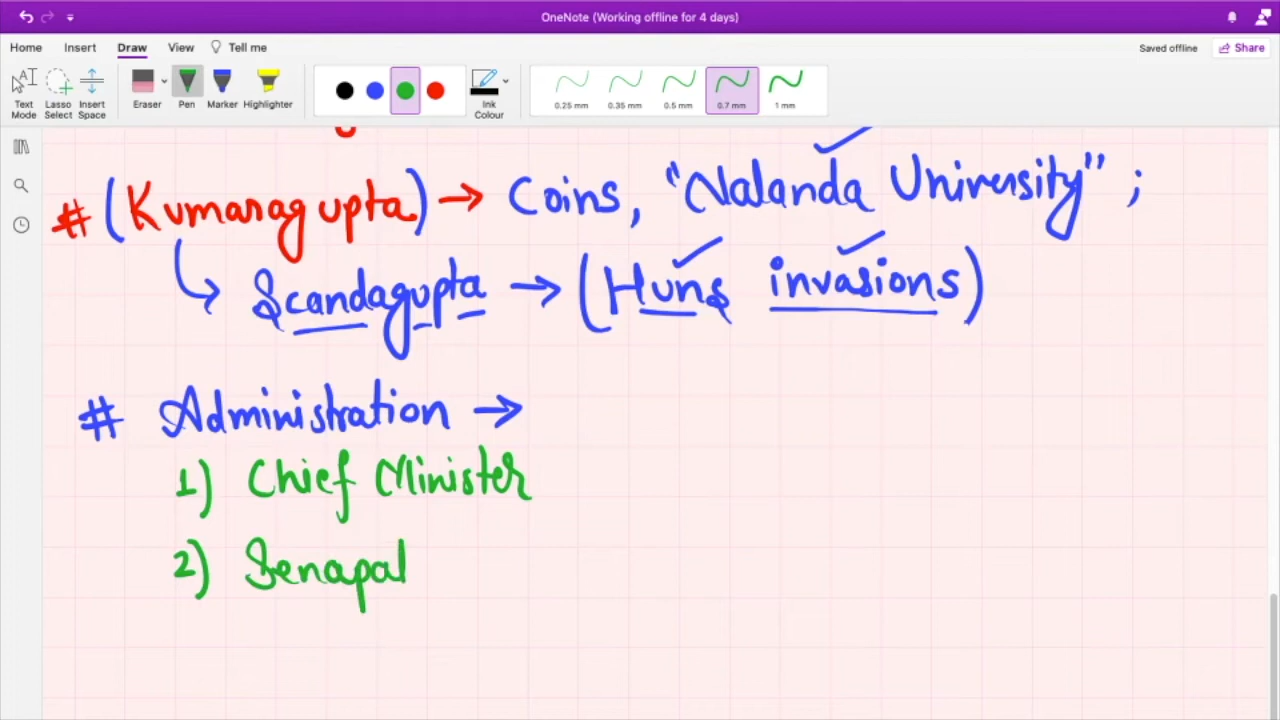 OneNote (Working offline for 4 days)
Home Insert Draw View Tell me Saved offline Share
Text Mode Lasso Select Insert Space Eraser Pen Marker Highlighter Ink Colour 0.25 mm 0.35 mm 0.5 mm 0.7 mm 1 mm
# (Kumaragupta) → Coins, "Nalanda University" ;
↳ Scandagupta → (Huns invasions)
# Administration →
1) Chief Minister
2) Senapal